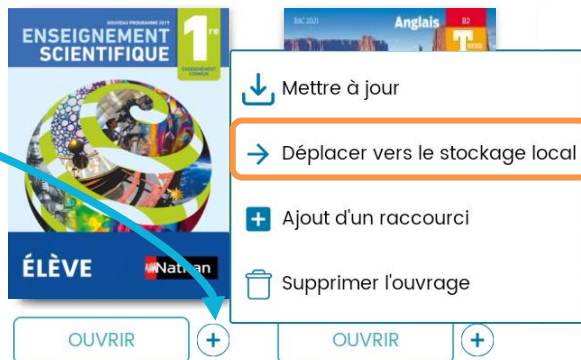 NOUVEAU PROGRAMME 2019
ENSEIGNEMENT
SCIENTIFIQUE
1re
ENSEIGNEMENT
COMMUN
ÉLÈVE
Nathan
OUVRIR
+
BAC 2021
Anglais
B2
Tle
Mettre à jour
Déplacer vers le stockage local
Ajout d'un raccourci
Supprimer l'ouvrage
OUVRIR
+